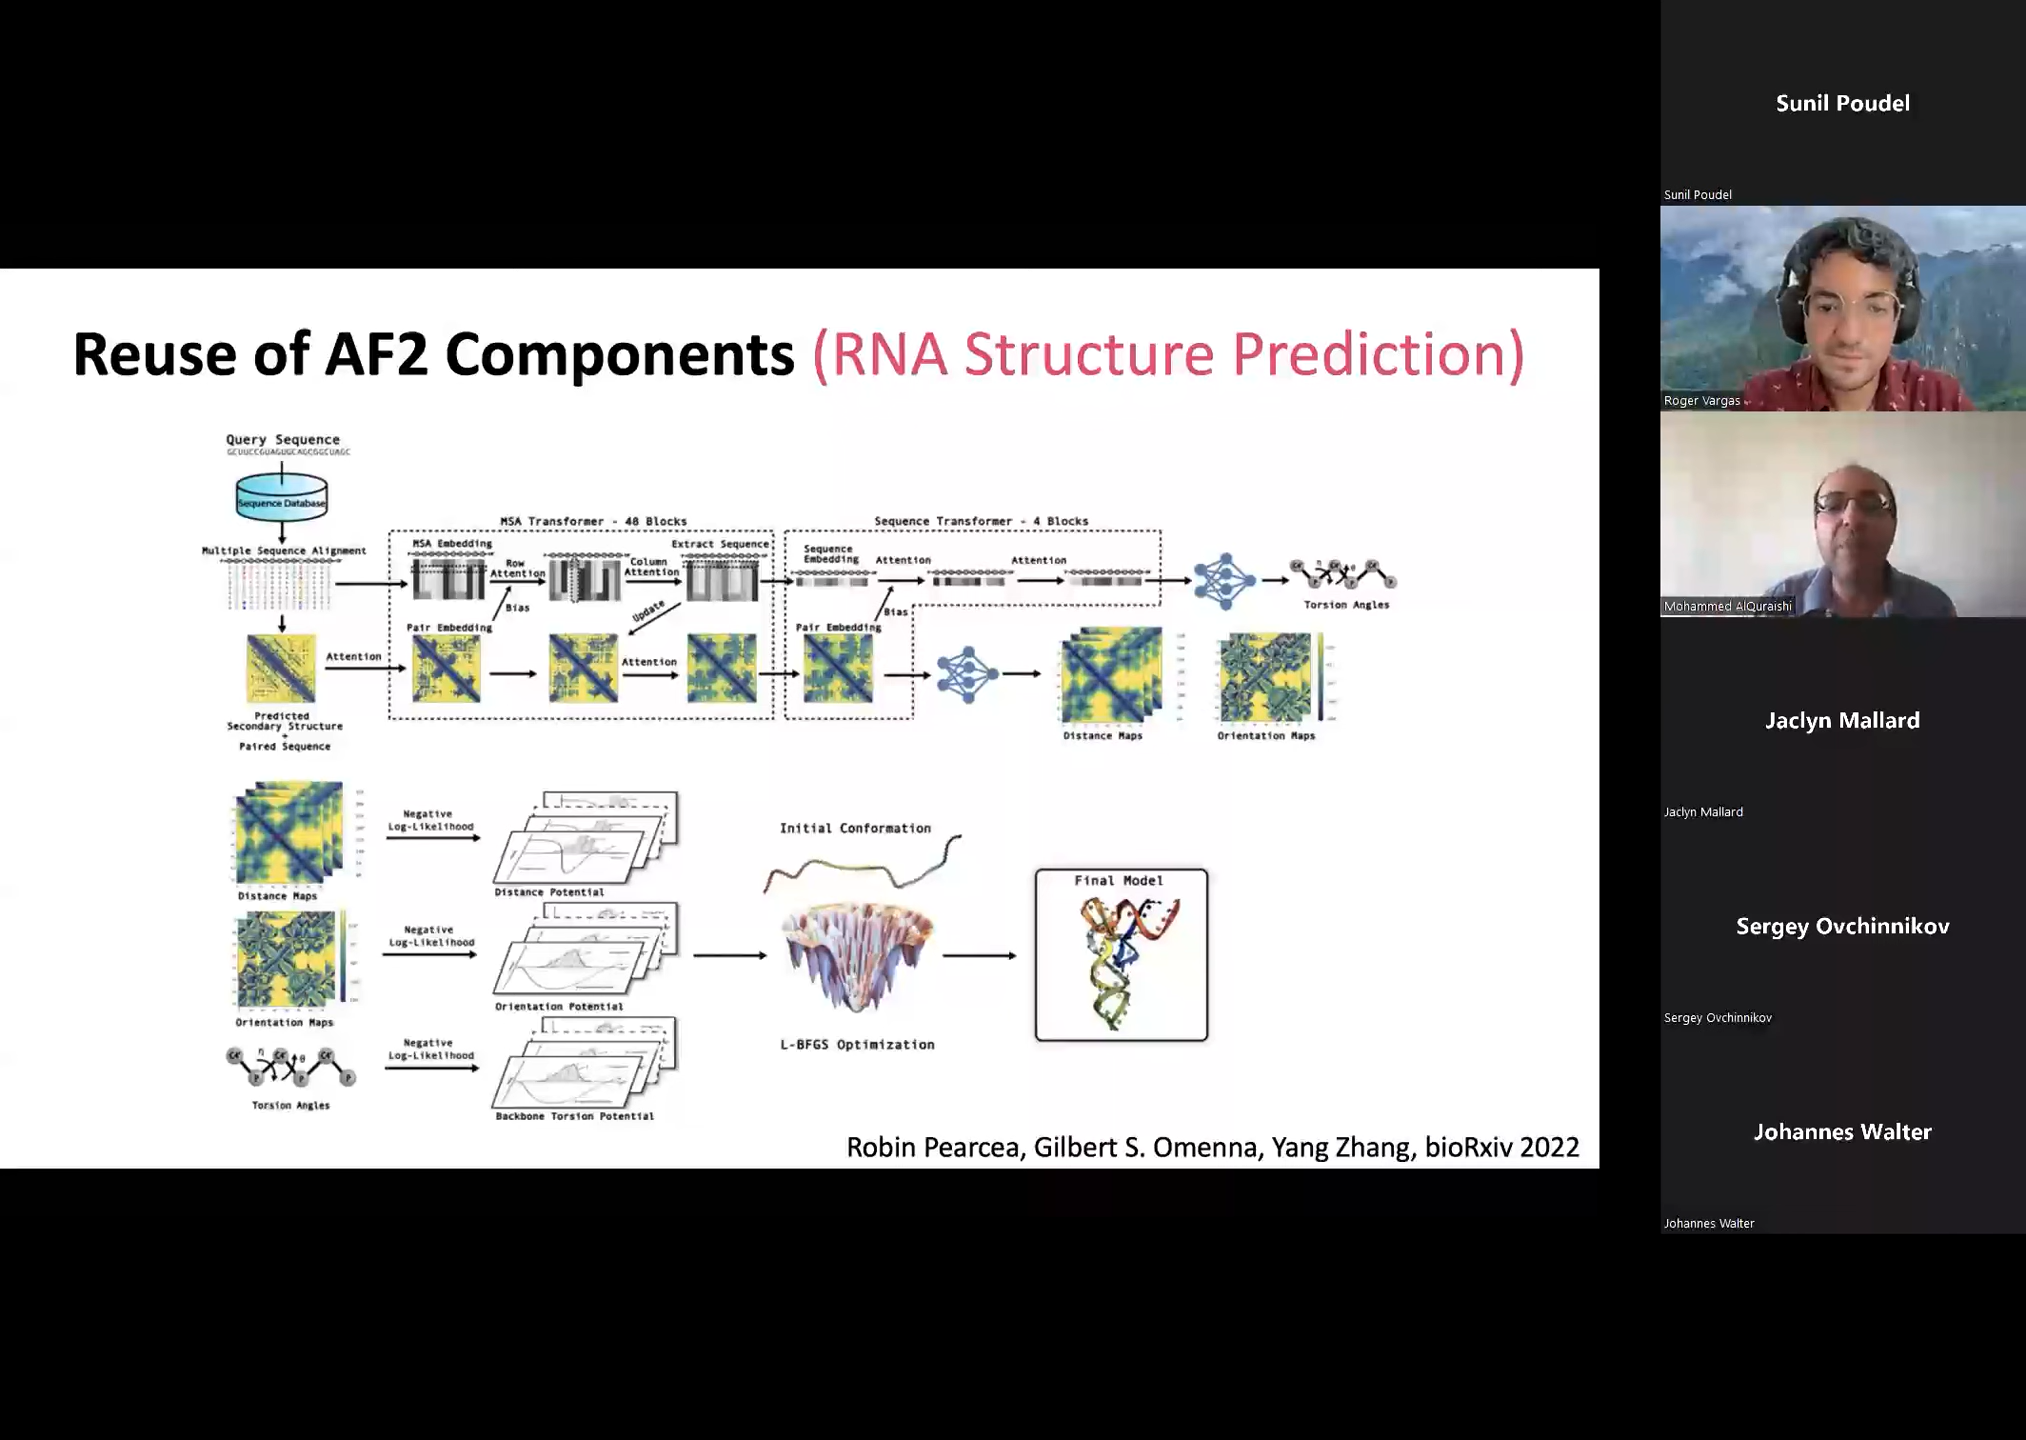 Reuse of AF2 Components (RNA Structure Prediction)
Query Sequence
Sequence Database
Multiple Sequence Alignment
MSA Transformer - 48 Blocks
MSA Embedding
Row
Attention
Column
Attention
Extract Sequence
Bias
Update
Pair Embedding
Attention
Attention
Predicted
Secondary Structure
+
Paired Sequence
Sequence Transformer - 4 Blocks
Sequence
Embedding
Attention
Attention
Bias
Pair Embedding
Torsion Angles
Distance Maps
Orientation Maps
Distance Maps
Negative
Log-Likelihood
Distance Potential
Orientation Maps
Negative
Log-Likelihood
Orientation Potential
Torsion Angles
Negative
Log-Likelihood
Backbone Torsion Potential
Initial Conformation
L-BFGS Optimization
Final Model
Robin Pearcea, Gilbert S. Omenna, Yang Zhang, bioRxiv 2022
Sunil Poudel
Sunil Poudel
Roger Vargas
Mohammed AlQuraishi
Jaclyn Mallard
Jaclyn Mallard
Sergey Ovchinnikov
Sergey Ovchinnikov
Johannes Walter
Johannes Walter